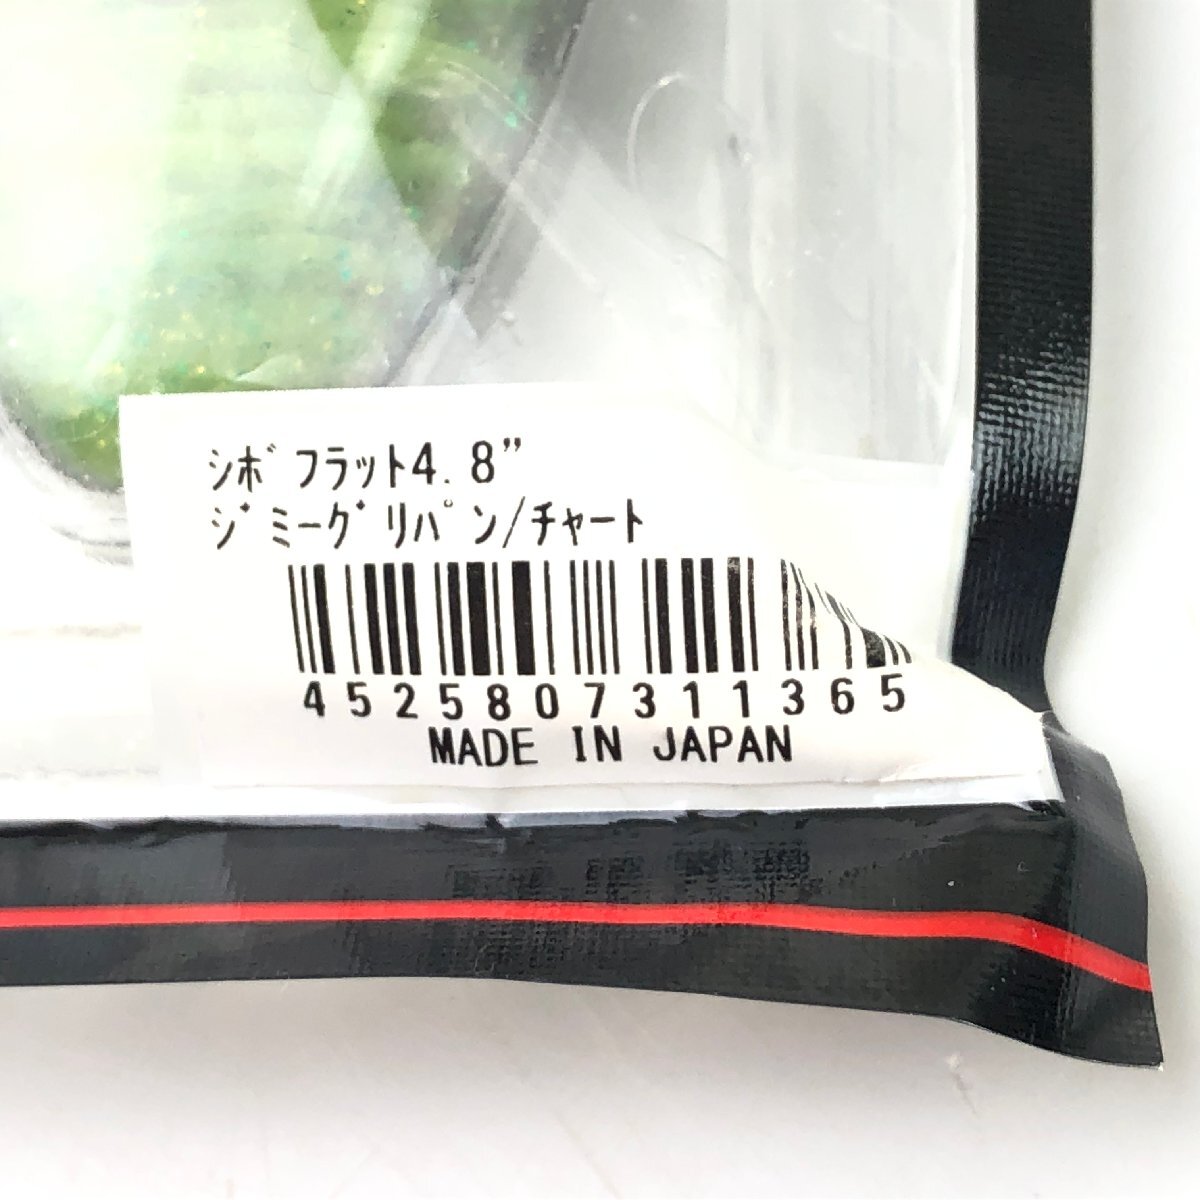 ｼﾎﾞﾌﾗｯﾄ4.8”
ｼﾞﾐｰｸﾞﾘﾊﾟﾝ/ﾁｬｰﾄ
4525807311365
MADE IN JAPAN